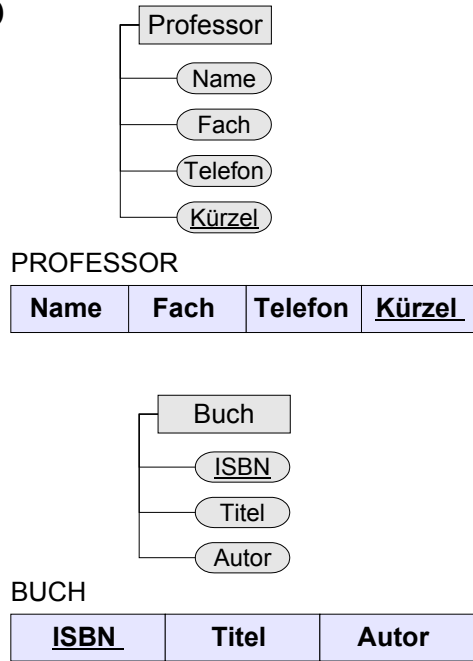 Professor
Name
Fach
Telefon
Kürzel
PROFESSOR
Name Fach Telefon Kürzel
Buch
ISBN
Titel
Autor
BUCH
ISBN Titel Autor